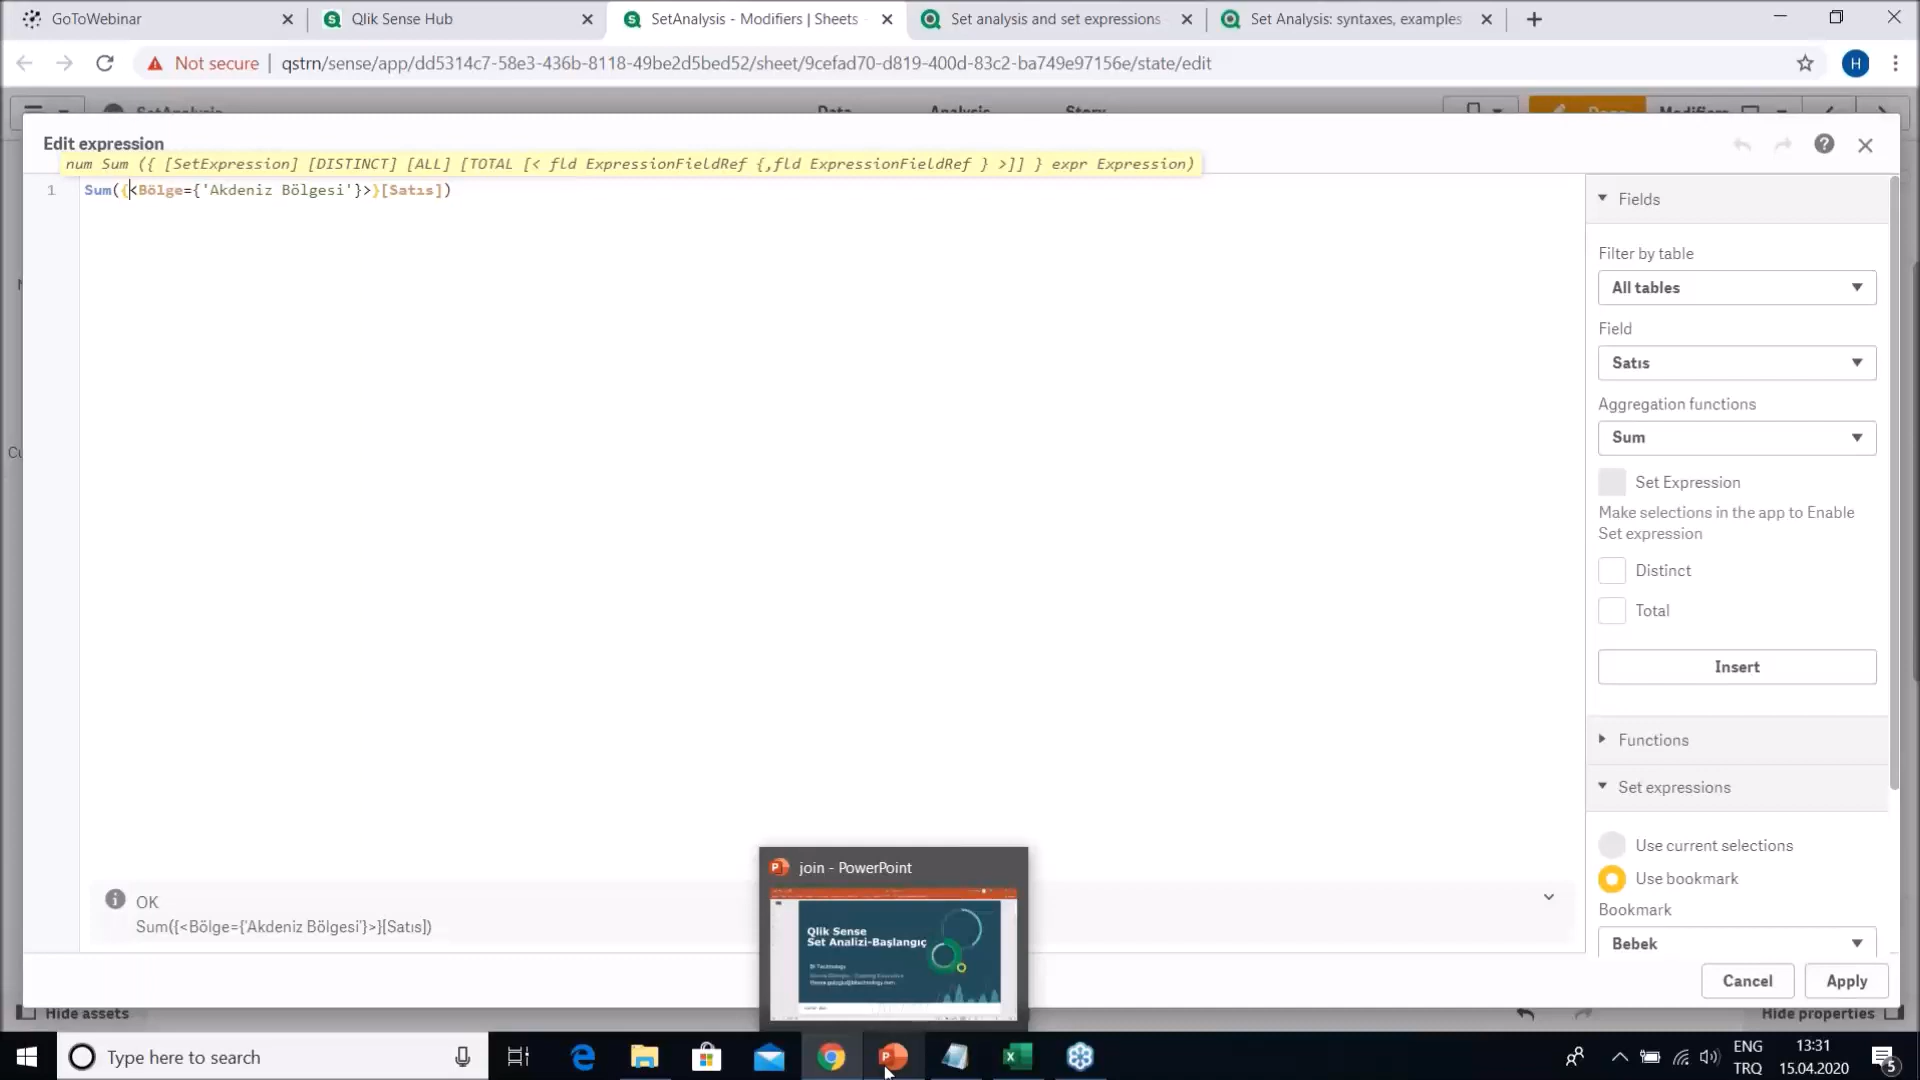 GoToWebinar
Qlik Sense Hub
SetAnalysis - Modifiers | Sheets
Set analysis and set expressions
Set Analysis: syntaxes, examples
Not secure
qstrn/sense/app/dd5314c7-58e3-436b-8118-49be2d5bed52/sheet/9cefad70-d819-400d-83c2-ba749e97156e/state/edit
H
Edit expression
num Sum ({ [SetExpression] [DISTINCT] [ALL] [TOTAL [< fld ExpressionFieldRef {,fld ExpressionFieldRef } >]] } expr Expression)
1
Sum({<Bölge={'Akdeniz Bölgesi'}>}[Satıs])
Fields
Filter by table
All tables
Field
Satıs
Aggregation functions
Sum
Set Expression
Make selections in the app to Enable
Set expression
Distinct
Total
Insert
Functions
Set expressions
Use current selections
Use bookmark
Bookmark
Bebek
OK
Sum({<Bölge={'Akdeniz Bölgesi'}>}[Satıs])
join - PowerPoint
Qlik Sense
Set Analizi-Başlangıç
Cancel
Apply
Hide assets
Hide properties
Type here to search
ENG
TRQ
13:31
15.04.2020
5